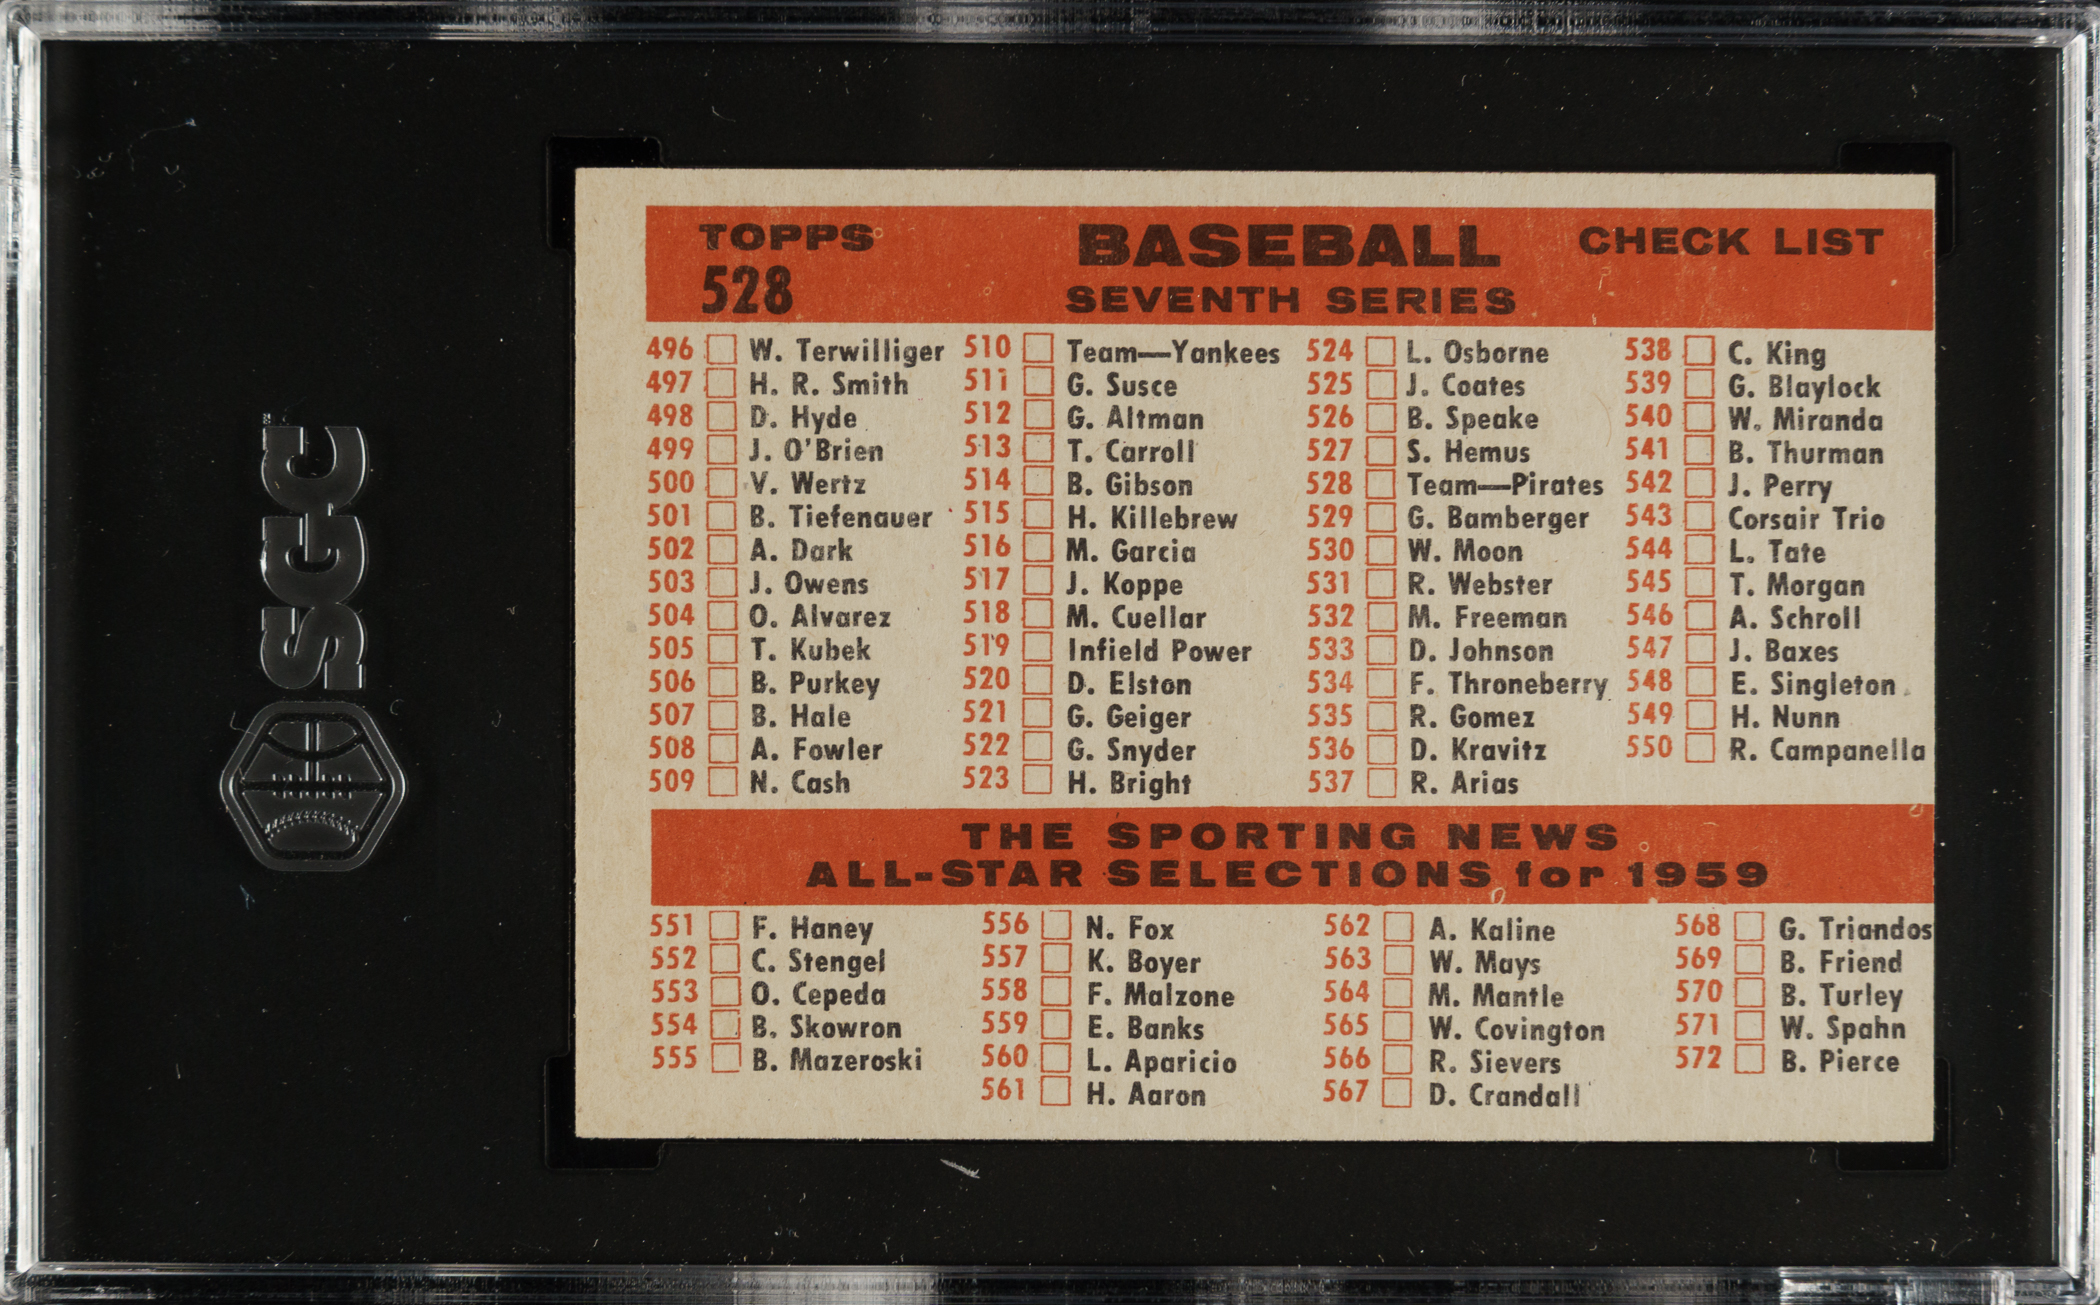 SGC
TOPPS BASEBALL CHECK LIST
528 SEVENTH SERIES
496 W. Terwilliger 510 Team—Yankees 524 L. Osborne 538 C. King
497 H. R. Smith 511 G. Susce 525 J. Coates 539 G. Blaylock
498 D. Hyde 512 G. Altman 526 B. Speake 540 W. Miranda
499 J. O'Brien 513 T. Carroll 527 S. Hemus 541 B. Thurman
500 V. Wertz 514 B. Gibson 528 Team—Pirates 542 J. Perry
501 B. Tiefenauer 515 H. Killebrew 529 G. Bamberger 543 Corsair Trio
502 A. Dark 516 M. Garcia 530 W. Moon 544 L. Tate
503 J. Owens 517 J. Koppe 531 R. Webster 545 T. Morgan
504 O. Alvarez 518 M. Cuellar 532 M. Freeman 546 A. Schroll
505 T. Kubek 519 Infield Power 533 D. Johnson 547 J. Baxes
506 B. Purkey 520 D. Elston 534 F. Throneberry 548 E. Singleton
507 B. Hale 521 G. Geiger 535 R. Gomez 549 H. Nunn
508 A. Fowler 522 G. Snyder 536 D. Kravitz 550 R. Campanella
509 N. Cash 523 H. Bright 537 R. Arias
THE SPORTING NEWS
ALL-STAR SELECTIONS for 1959
551 F. Haney 556 N. Fox 562 A. Kaline 568 G. Triandos
552 C. Stengel 557 K. Boyer 563 W. Mays 569 B. Friend
553 O. Cepeda 558 F. Malzone 564 M. Mantle 570 B. Turley
554 B. Skowron 559 E. Banks 565 W. Covington 571 W. Spahn
555 B. Mazeroski 560 L. Aparicio 566 R. Sievers 572 B. Pierce
561 H. Aaron 567 D. Crandall